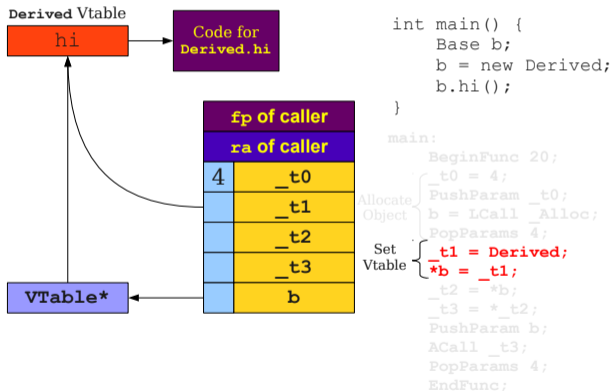 Derived Vtable
hi
Code for
Derived.hi
fp of caller
ra of caller
4 _t0
_t1
_t2
_t3
VTable*
b
int main() {
Base b;
b = new Derived;
b.hi();
}
main:
BeginFunc 20;
_t0 = 4;
PushParam _t0;
b = LCall _Alloc;
PopParams 4;
Allocate
Object
Set
Vtable
_t1 = Derived;
*b = _t1;
_t2 = *b;
_t3 = *_t2;
PushParam b;
ACall _t3;
PopParams 4;
EndFunc;